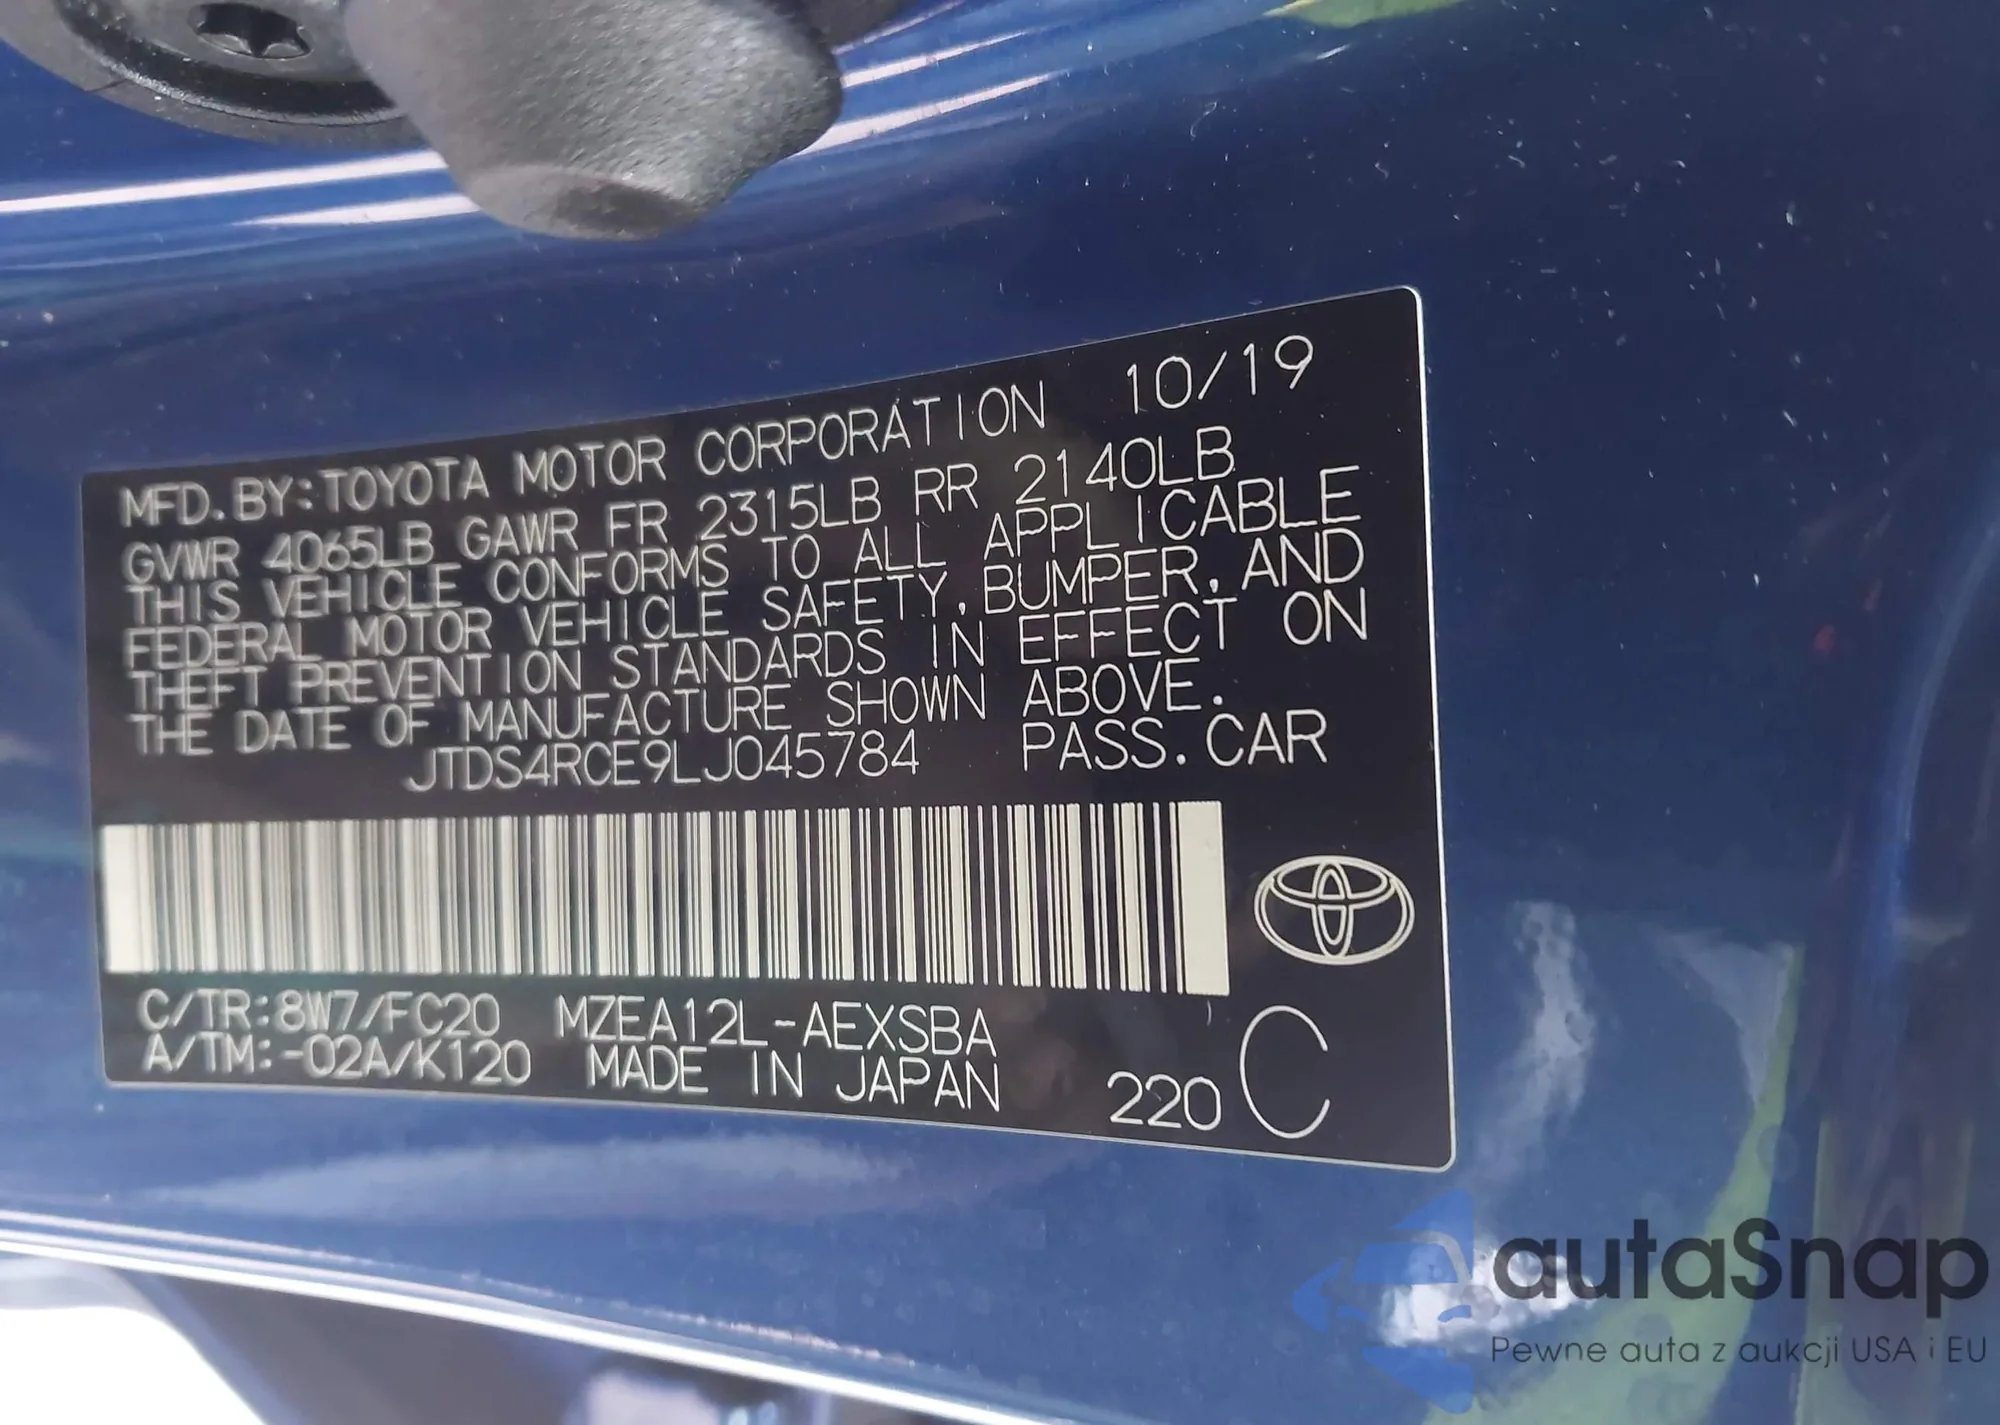 MFD. BY: TOYOTA MOTOR CORPORATION 10/19
GVWR 4065LB GAWR FR 2315LB RR 2140LB
THIS VEHICLE CONFORMS TO ALL APPLICABLE
FEDERAL MOTOR VEHICLE SAFETY, BUMPER, AND
THEFT PREVENTION STANDARDS IN EFFECT ON
THE DATE OF MANUFACTURE SHOWN ABOVE.
JTDS4RCE9LJ045784 PASS. CAR
C/TR: 8W7/FC20 MZEA12L-AEXSBA
A/TM: -02A/K120 MADE IN JAPAN 220 C
autaSnap
Pewne auta z aukcji USA i EU